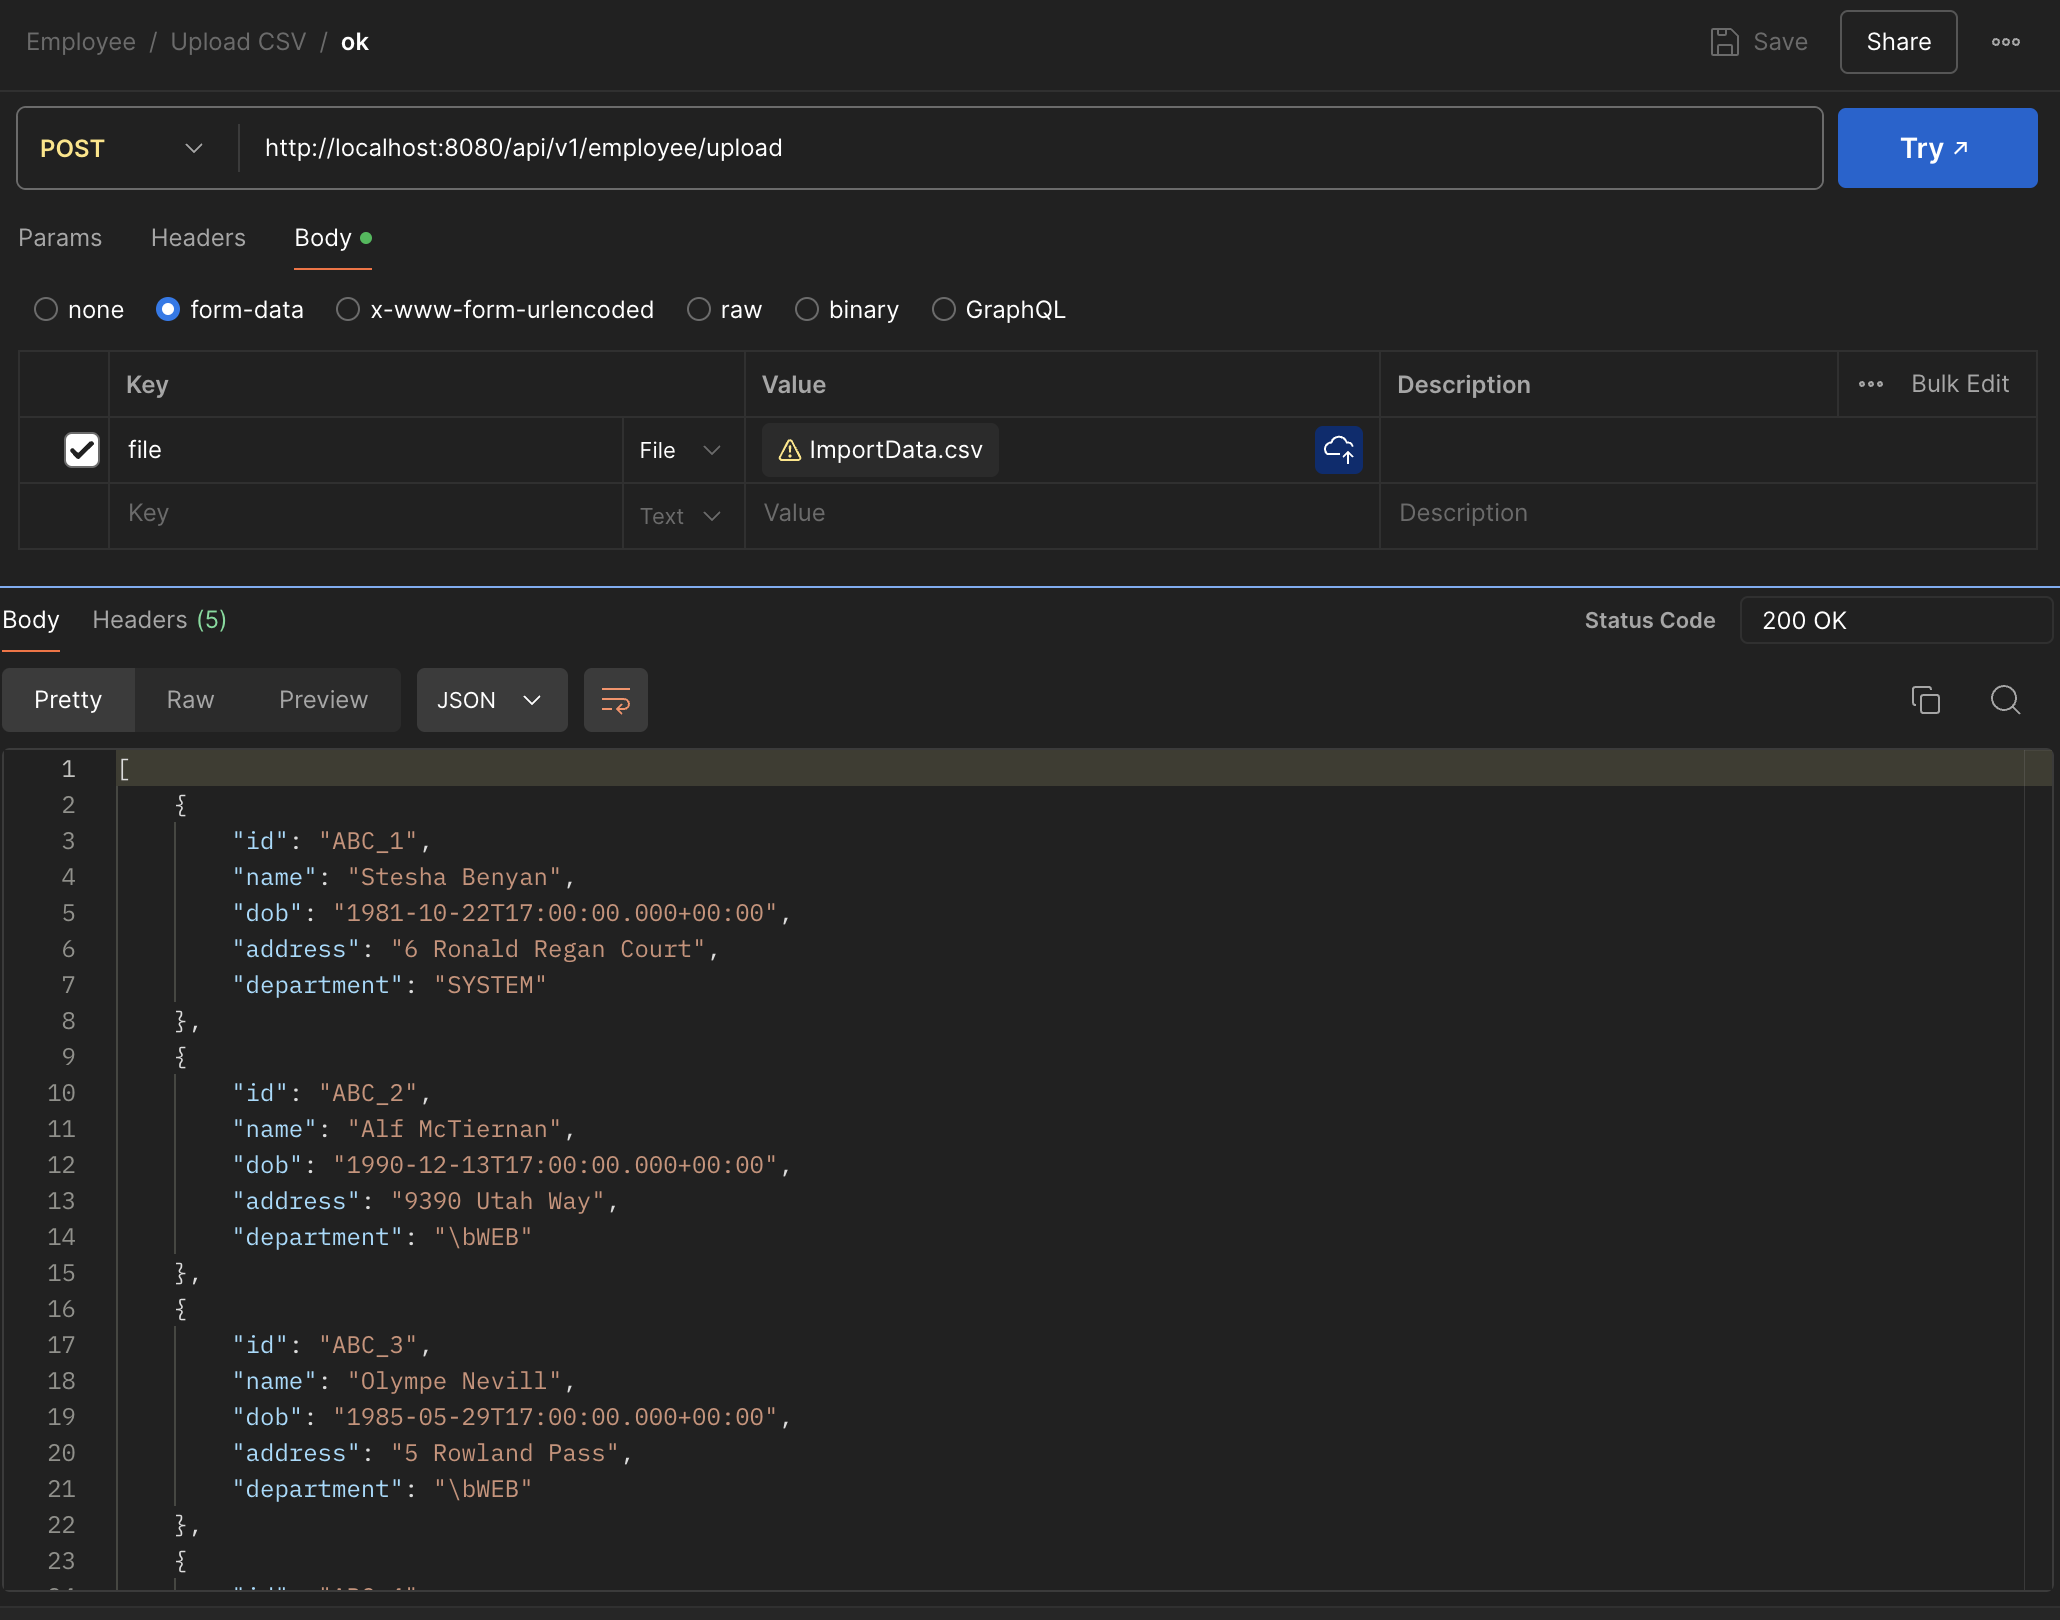 Employee / Upload CSV / ok
Save
Share
POST
http://localhost:8080/api/v1/employee/upload
Try
Params Headers Body
none form-data x-www-form-urlencoded raw binary GraphQL
Key Value Description Bulk Edit
file File ImportData.csv
Key Text Value Description
Body Headers (5)
Status Code 200 OK
Pretty Raw Preview JSON
1 [
2 {
3 "id": "ABC_1",
4 "name": "Stesha Benyan",
5 "dob": "1981-10-22T17:00:00.000+00:00",
6 "address": "6 Ronald Regan Court",
7 "department": "SYSTEM"
8 },
9 {
10 "id": "ABC_2",
11 "name": "Alf McTiernan",
12 "dob": "1990-12-13T17:00:00.000+00:00",
13 "address": "9390 Utah Way",
14 "department": "\bWEB"
15 },
16 {
17 "id": "ABC_3",
18 "name": "Olympe Nevill",
19 "dob": "1985-05-29T17:00:00.000+00:00",
20 "address": "5 Rowland Pass",
21 "department": "\bWEB"
22 },
23 {